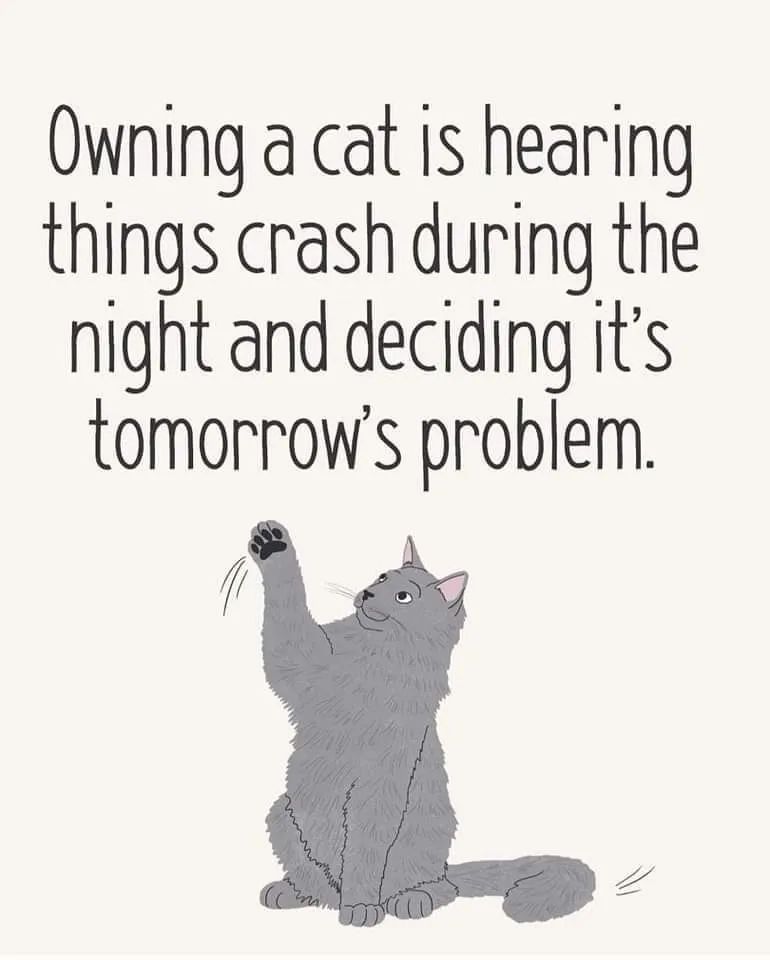 Owning a cat is hearing
things crash during the
night and deciding it's
tomorrow's problem.